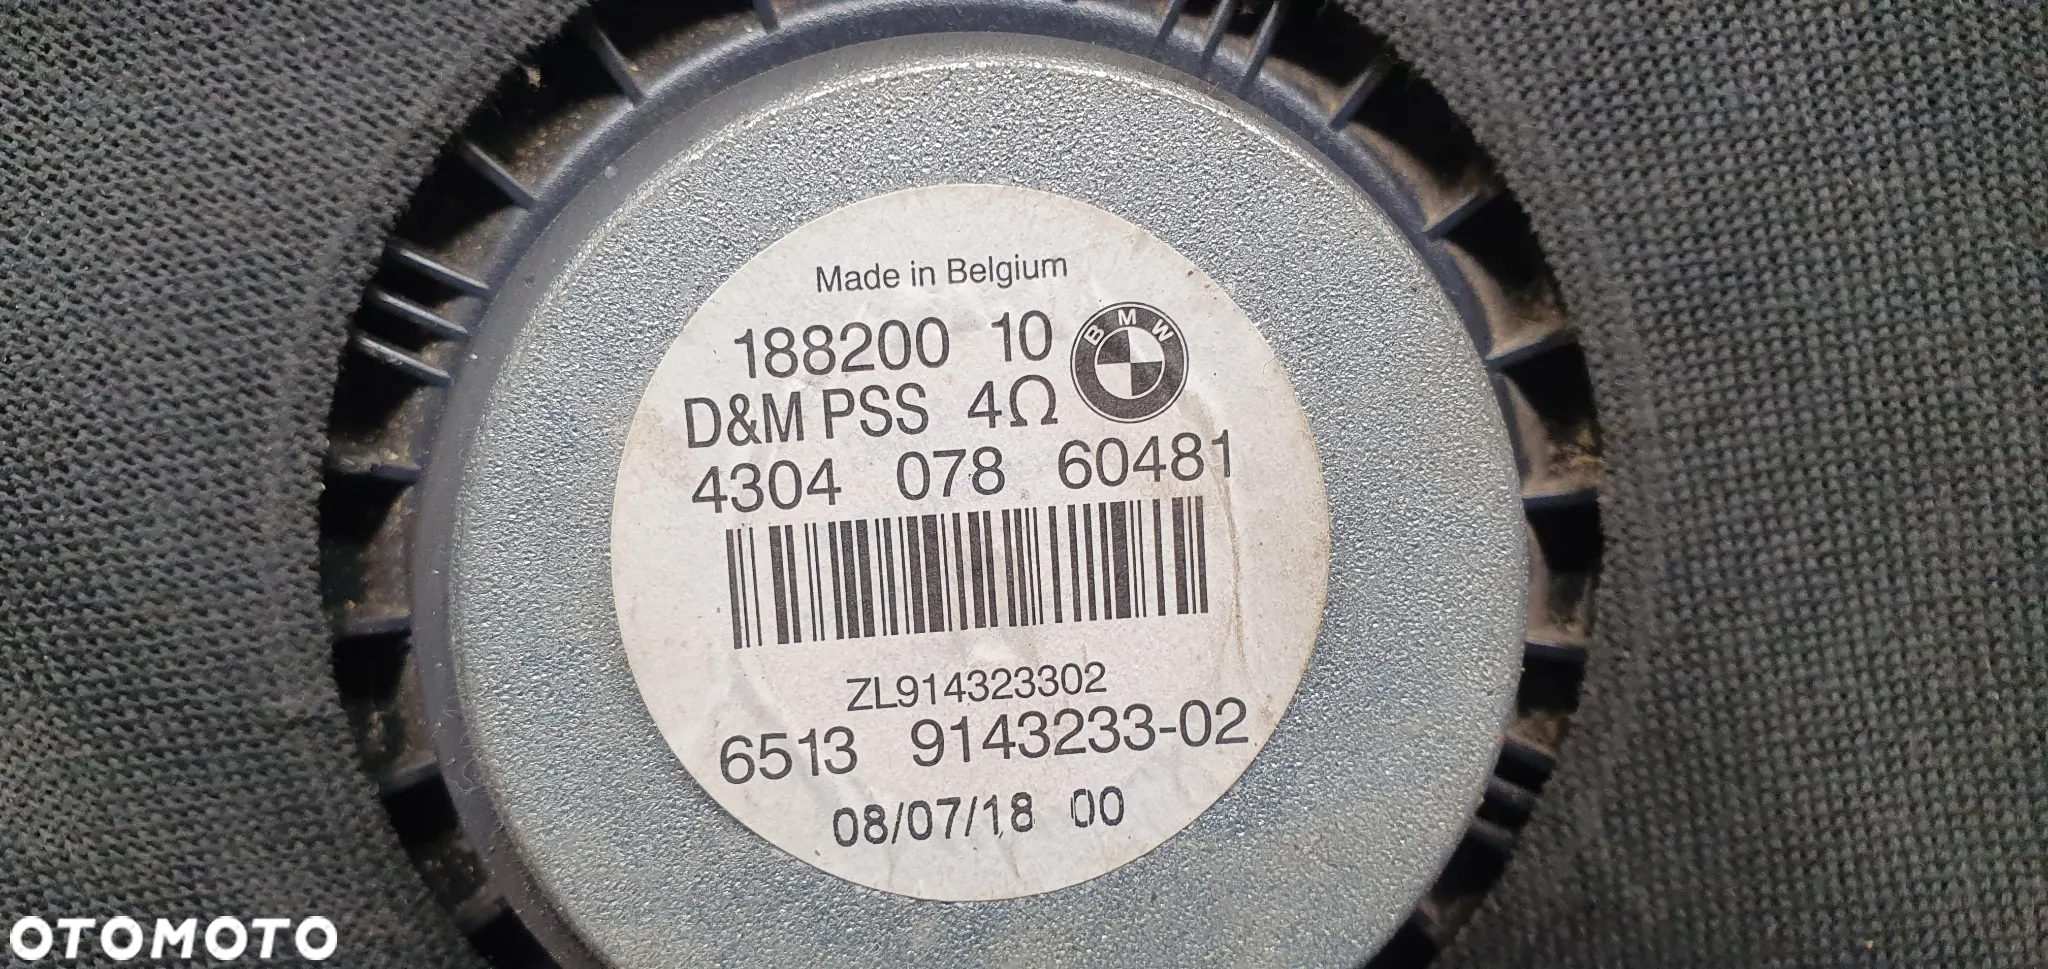 Made in Belgium
188200 10
BMW
D&M PSS 4Ω
4304 078 60481
ZL914323302
6513 9143233-02
08/07/18 00
OTOMOTO